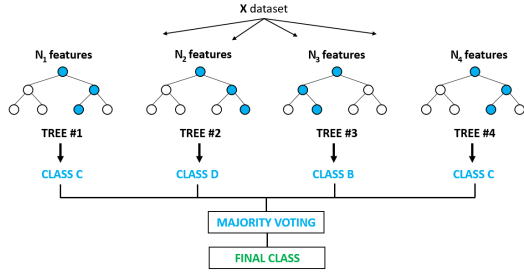 X dataset
N₁ features
N₂ features
N₃ features
N₄ features
TREE #1
TREE #2
TREE #3
TREE #4
CLASS C
CLASS D
CLASS B
CLASS C
MAJORITY VOTING
FINAL CLASS